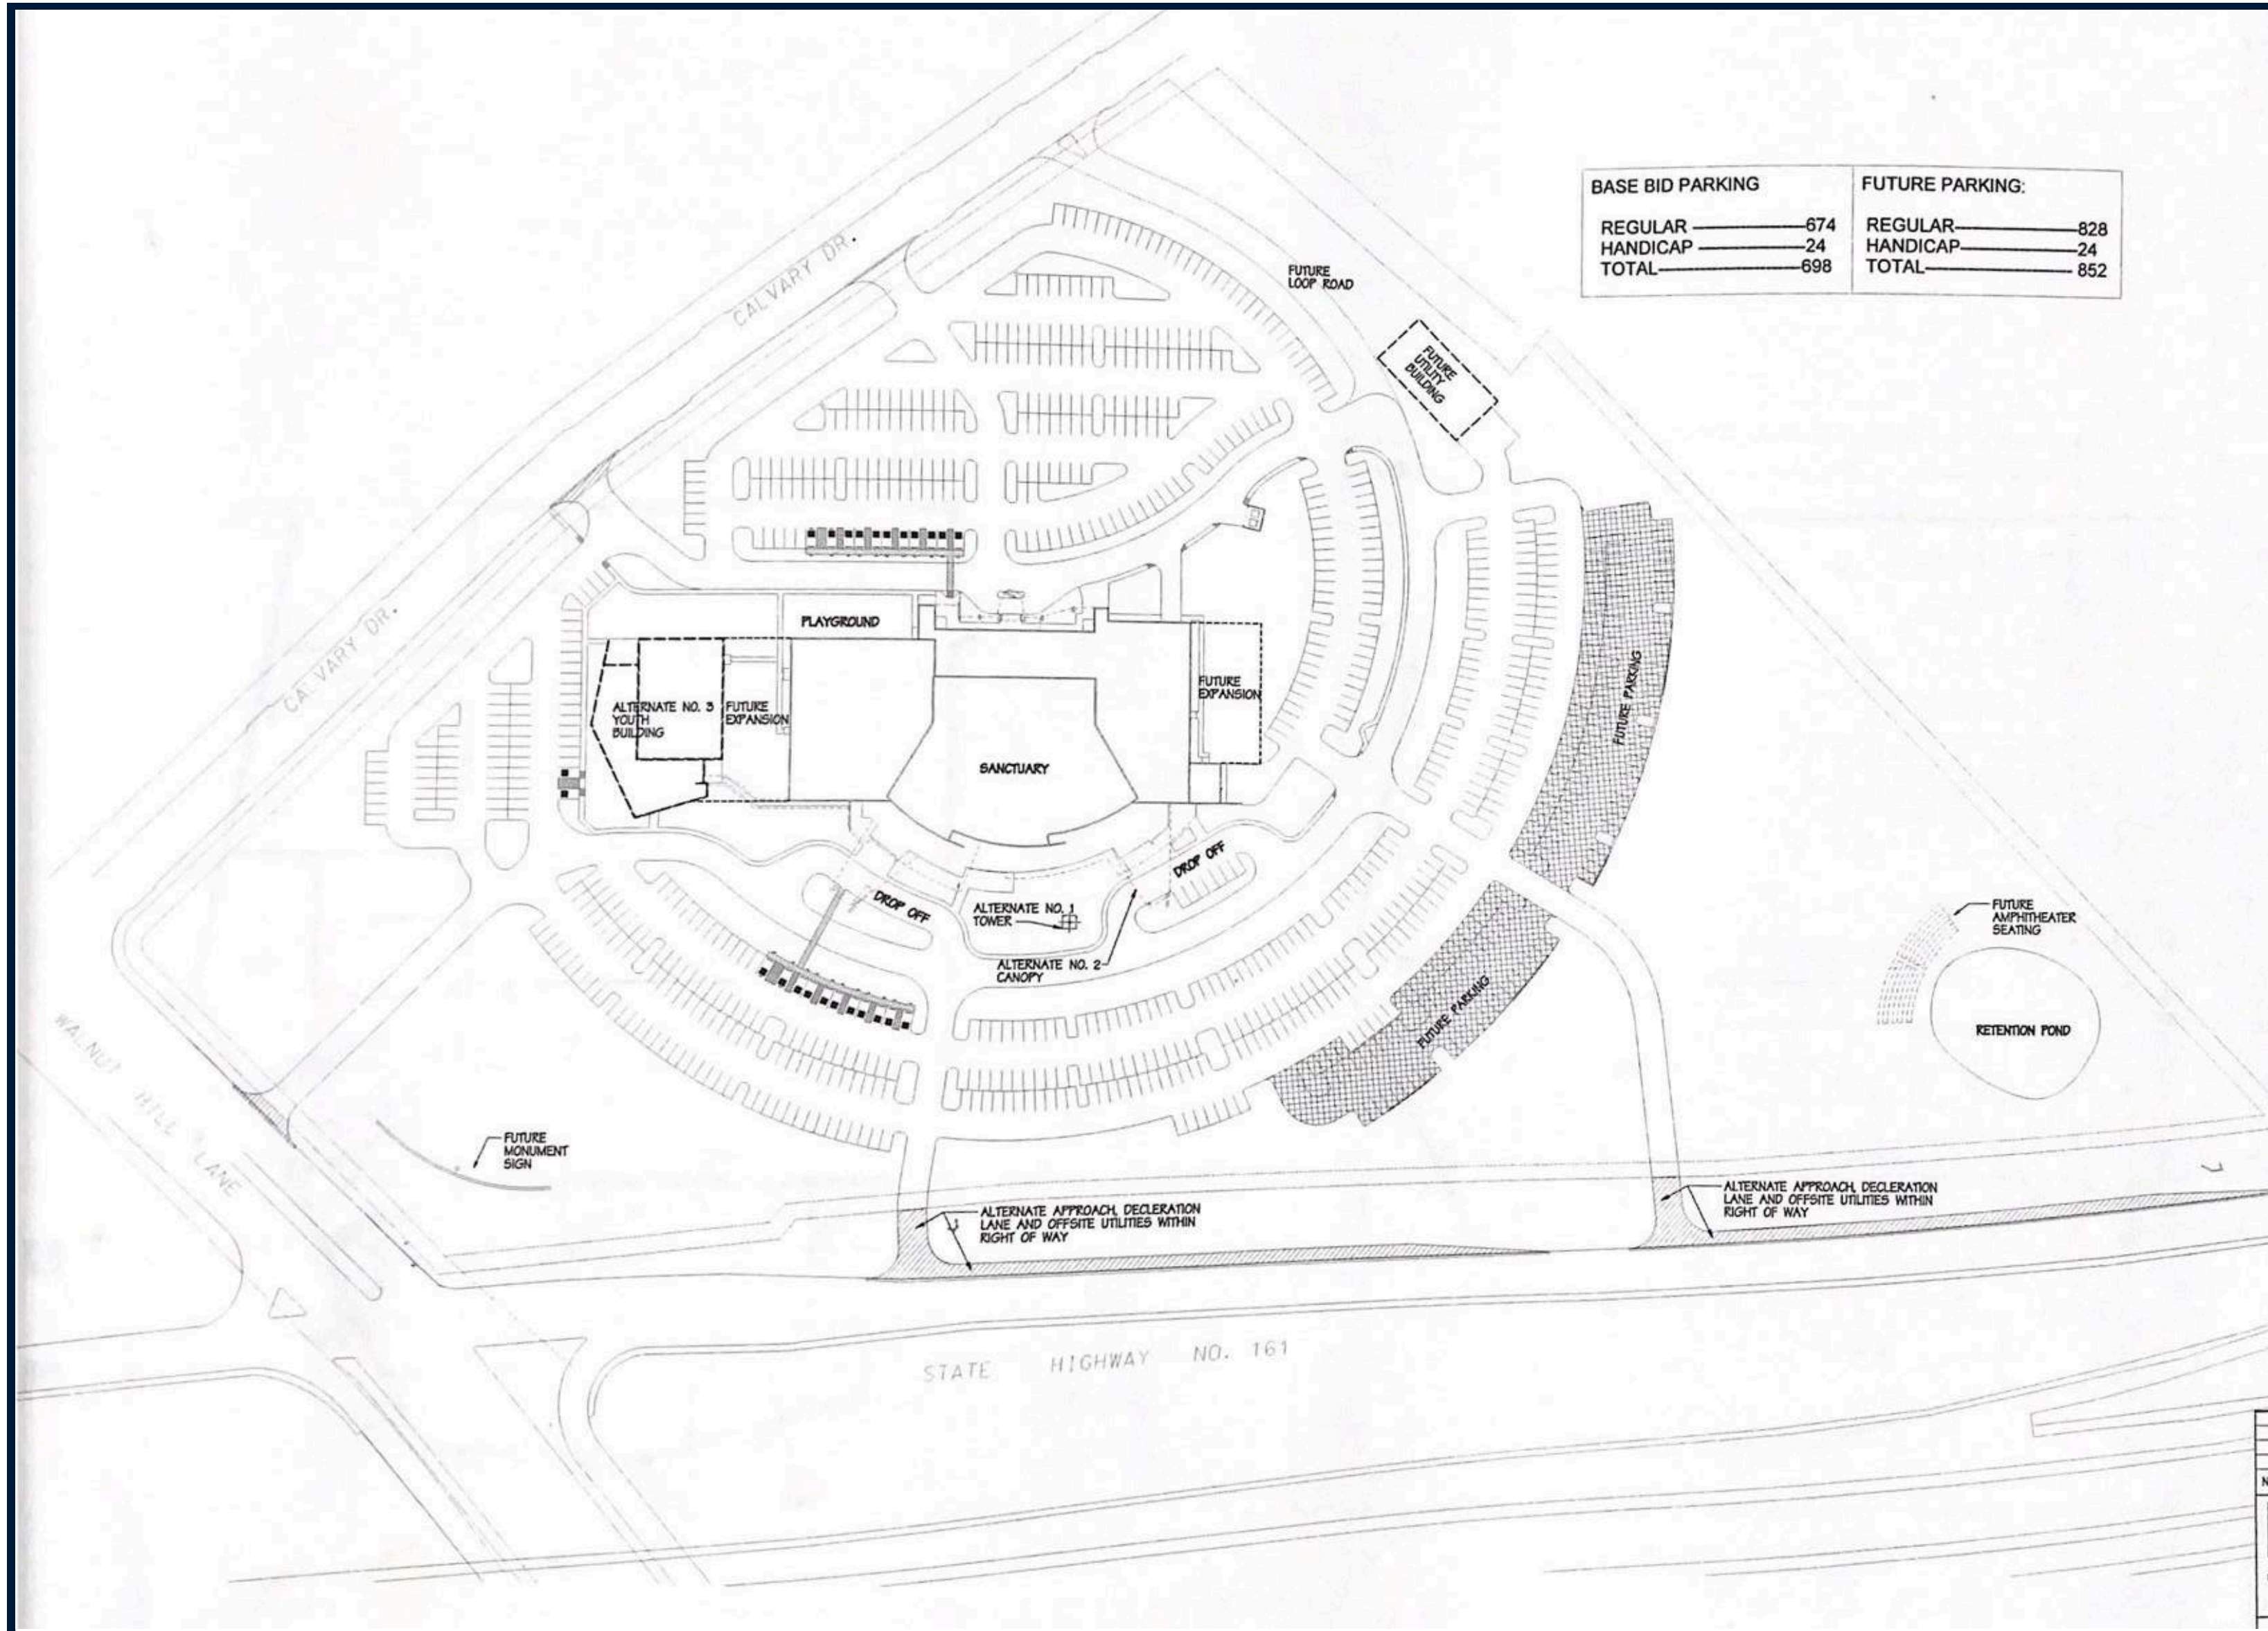 BASE BID PARKING
REGULAR 674
HANDICAP 24
TOTAL 698
FUTURE PARKING:
REGULAR 828
HANDICAP 24
TOTAL 852
CALVARY DR.
FUTURE
LOOP ROAD
FUTURE
UTILITY
BUILDING
CALVARY DR.
PLAYGROUND
ALTERNATE NO. 3
YOUTH
BUILDING
FUTURE
EXPANSION
FUTURE
EXPANSION
SANCTUARY
FUTURE PARKING
DROP OFF
DROP OFF
ALTERNATE NO. 1
TOWER
ALTERNATE NO. 2
CANOPY
FUTURE PARKING
FUTURE
AMPHITHEATER
SEATING
RETENTION POND
WALNUT HILL LANE
FUTURE
MONUMENT
SIGN
ALTERNATE APPROACH, DECLERATION
LANE AND OFFSITE UTILITIES WITHIN
RIGHT OF WAY
ALTERNATE APPROACH, DECLERATION
LANE AND OFFSITE UTILITIES WITHIN
RIGHT OF WAY
STATE HIGHWAY NO. 161